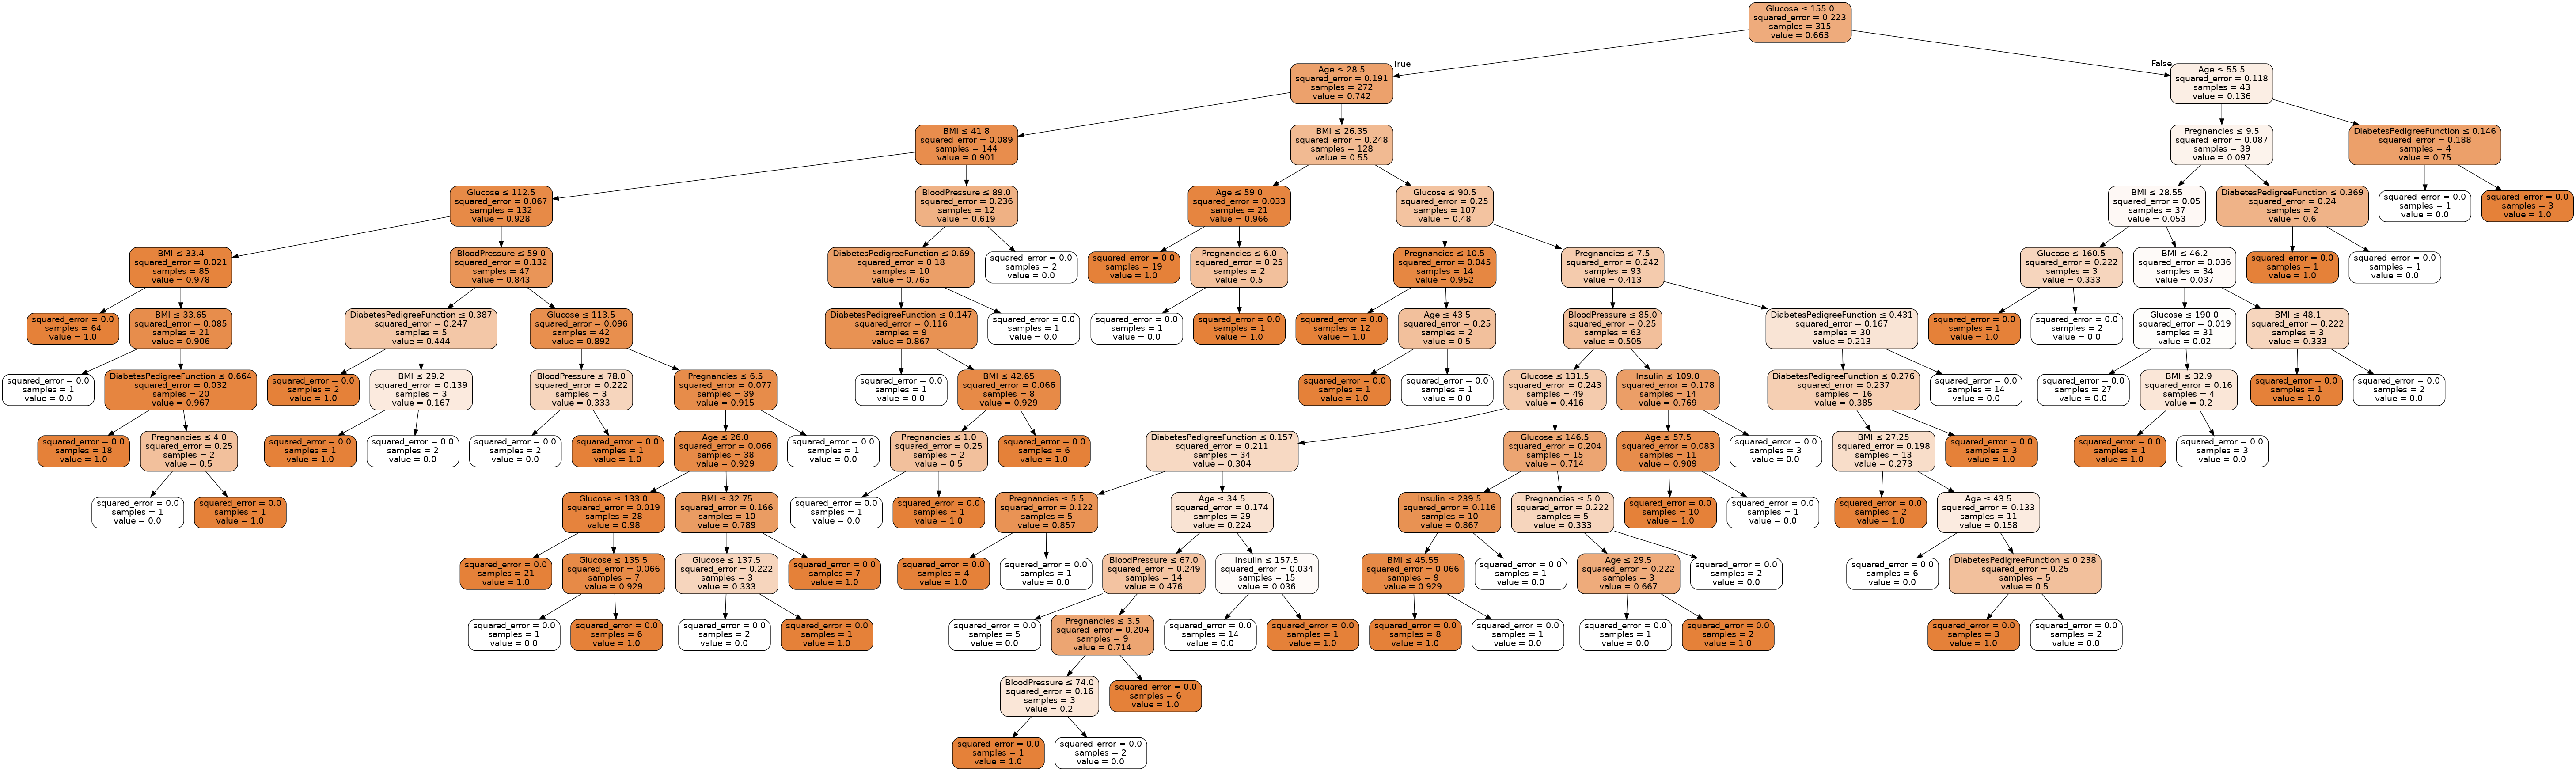 Glucose ≤ 155.0
squared_error = 0.223
samples = 315
value = 0.663
True
False
Age ≤ 28.5
squared_error = 0.191
samples = 272
value = 0.742
Age ≤ 55.5
squared_error = 0.118
samples = 43
value = 0.136
BMI ≤ 41.8
squared_error = 0.089
samples = 144
value = 0.901
BMI ≤ 26.35
squared_error = 0.248
samples = 128
value = 0.55
Pregnancies ≤ 9.5
squared_error = 0.087
samples = 39
value = 0.097
DiabetesPedigreeFunction ≤ 0.146
squared_error = 0.188
samples = 4
value = 0.75
Glucose ≤ 112.5
squared_error = 0.067
samples = 132
value = 0.928
BloodPressure ≤ 89.0
squared_error = 0.236
samples = 12
value = 0.619
Age ≤ 59.0
squared_error = 0.033
samples = 21
value = 0.966
Glucose ≤ 90.5
squared_error = 0.25
samples = 107
value = 0.48
BMI ≤ 28.55
squared_error = 0.05
samples = 37
value = 0.053
DiabetesPedigreeFunction ≤ 0.369
squared_error = 0.24
samples = 2
value = 0.6
squared_error = 0.0
samples = 1
value = 0.0
squared_error = 0.0
samples = 3
value = 1.0
BMI ≤ 33.4
squared_error = 0.021
samples = 85
value = 0.978
BloodPressure ≤ 59.0
squared_error = 0.132
samples = 47
value = 0.843
DiabetesPedigreeFunction ≤ 0.69
squared_error = 0.18
samples = 10
value = 0.765
squared_error = 0.0
samples = 2
value = 0.0
squared_error = 0.0
samples = 19
value = 1.0
Pregnancies ≤ 6.0
squared_error = 0.25
samples = 2
value = 0.5
Pregnancies ≤ 10.5
squared_error = 0.045
samples = 14
value = 0.952
Pregnancies ≤ 7.5
squared_error = 0.242
samples = 93
value = 0.413
Glucose ≤ 160.5
squared_error = 0.222
samples = 3
value = 0.333
BMI ≤ 46.2
squared_error = 0.036
samples = 34
value = 0.037
squared_error = 0.0
samples = 1
value = 1.0
squared_error = 0.0
samples = 1
value = 0.0
squared_error = 0.0
samples = 64
value = 1.0
BMI ≤ 33.65
squared_error = 0.085
samples = 21
value = 0.906
DiabetesPedigreeFunction ≤ 0.387
squared_error = 0.247
samples = 5
value = 0.444
Glucose ≤ 113.5
squared_error = 0.096
samples = 42
value = 0.892
DiabetesPedigreeFunction ≤ 0.147
squared_error = 0.116
samples = 9
value = 0.867
squared_error = 0.0
samples = 1
value = 0.0
squared_error = 0.0
samples = 1
value = 0.0
squared_error = 0.0
samples = 1
value = 1.0
squared_error = 0.0
samples = 12
value = 1.0
Age ≤ 43.5
squared_error = 0.25
samples = 2
value = 0.5
BloodPressure ≤ 85.0
squared_error = 0.25
samples = 63
value = 0.505
DiabetesPedigreeFunction ≤ 0.431
squared_error = 0.167
samples = 30
value = 0.213
squared_error = 0.0
samples = 1
value = 1.0
squared_error = 0.0
samples = 2
value = 0.0
Glucose ≤ 190.0
squared_error = 0.019
samples = 31
value = 0.02
BMI ≤ 48.1
squared_error = 0.222
samples = 3
value = 0.333
squared_error = 0.0
samples = 1
value = 0.0
DiabetesPedigreeFunction ≤ 0.664
squared_error = 0.032
samples = 20
value = 0.967
squared_error = 0.0
samples = 2
value = 1.0
BMI ≤ 29.2
squared_error = 0.139
samples = 3
value = 0.167
BloodPressure ≤ 78.0
squared_error = 0.222
samples = 3
value = 0.333
Pregnancies ≤ 6.5
squared_error = 0.077
samples = 39
value = 0.915
squared_error = 0.0
samples = 1
value = 0.0
BMI ≤ 42.65
squared_error = 0.066
samples = 8
value = 0.929
squared_error = 0.0
samples = 1
value = 1.0
squared_error = 0.0
samples = 1
value = 0.0
Glucose ≤ 131.5
squared_error = 0.243
samples = 49
value = 0.416
Insulin ≤ 109.0
squared_error = 0.178
samples = 14
value = 0.769
DiabetesPedigreeFunction ≤ 0.276
squared_error = 0.237
samples = 16
value = 0.385
squared_error = 0.0
samples = 14
value = 0.0
squared_error = 0.0
samples = 27
value = 0.0
BMI ≤ 32.9
squared_error = 0.16
samples = 4
value = 0.2
squared_error = 0.0
samples = 1
value = 1.0
squared_error = 0.0
samples = 2
value = 0.0
squared_error = 0.0
samples = 18
value = 1.0
Pregnancies ≤ 4.0
squared_error = 0.25
samples = 2
value = 0.5
squared_error = 0.0
samples = 1
value = 1.0
squared_error = 0.0
samples = 2
value = 0.0
squared_error = 0.0
samples = 2
value = 0.0
squared_error = 0.0
samples = 1
value = 1.0
Age ≤ 26.0
squared_error = 0.066
samples = 38
value = 0.929
squared_error = 0.0
samples = 1
value = 0.0
Pregnancies ≤ 1.0
squared_error = 0.25
samples = 2
value = 0.5
squared_error = 0.0
samples = 6
value = 1.0
DiabetesPedigreeFunction ≤ 0.157
squared_error = 0.211
samples = 34
value = 0.304
Glucose ≤ 146.5
squared_error = 0.204
samples = 15
value = 0.714
Age ≤ 57.5
squared_error = 0.083
samples = 11
value = 0.909
squared_error = 0.0
samples = 3
value = 0.0
BMI ≤ 27.25
squared_error = 0.198
samples = 13
value = 0.273
squared_error = 0.0
samples = 3
value = 1.0
squared_error = 0.0
samples = 1
value = 1.0
squared_error = 0.0
samples = 3
value = 0.0
squared_error = 0.0
samples = 1
value = 0.0
squared_error = 0.0
samples = 1
value = 1.0
Glucose ≤ 133.0
squared_error = 0.019
samples = 28
value = 0.98
BMI ≤ 32.75
squared_error = 0.166
samples = 10
value = 0.789
squared_error = 0.0
samples = 1
value = 0.0
squared_error = 0.0
samples = 1
value = 1.0
Pregnancies ≤ 5.5
squared_error = 0.122
samples = 5
value = 0.857
Age ≤ 34.5
squared_error = 0.174
samples = 29
value = 0.224
Insulin ≤ 239.5
squared_error = 0.116
samples = 10
value = 0.867
Pregnancies ≤ 5.0
squared_error = 0.222
samples = 5
value = 0.333
squared_error = 0.0
samples = 10
value = 1.0
squared_error = 0.0
samples = 1
value = 0.0
squared_error = 0.0
samples = 2
value = 1.0
Age ≤ 43.5
squared_error = 0.133
samples = 11
value = 0.158
squared_error = 0.0
samples = 21
value = 1.0
Glucose ≤ 135.5
squared_error = 0.066
samples = 7
value = 0.929
Glucose ≤ 137.5
squared_error = 0.222
samples = 3
value = 0.333
squared_error = 0.0
samples = 7
value = 1.0
squared_error = 0.0
samples = 4
value = 1.0
squared_error = 0.0
samples = 1
value = 0.0
BloodPressure ≤ 67.0
squared_error = 0.249
samples = 14
value = 0.476
Insulin ≤ 157.5
squared_error = 0.034
samples = 15
value = 0.036
BMI ≤ 45.55
squared_error = 0.066
samples = 9
value = 0.929
squared_error = 0.0
samples = 1
value = 0.0
Age ≤ 29.5
squared_error = 0.222
samples = 3
value = 0.667
squared_error = 0.0
samples = 2
value = 0.0
squared_error = 0.0
samples = 6
value = 0.0
DiabetesPedigreeFunction ≤ 0.238
squared_error = 0.25
samples = 5
value = 0.5
squared_error = 0.0
samples = 1
value = 0.0
squared_error = 0.0
samples = 6
value = 1.0
squared_error = 0.0
samples = 2
value = 0.0
squared_error = 0.0
samples = 1
value = 1.0
squared_error = 0.0
samples = 5
value = 0.0
Pregnancies ≤ 3.5
squared_error = 0.204
samples = 9
value = 0.714
squared_error = 0.0
samples = 14
value = 0.0
squared_error = 0.0
samples = 1
value = 1.0
squared_error = 0.0
samples = 8
value = 1.0
squared_error = 0.0
samples = 1
value = 0.0
squared_error = 0.0
samples = 1
value = 0.0
squared_error = 0.0
samples = 2
value = 1.0
squared_error = 0.0
samples = 3
value = 1.0
squared_error = 0.0
samples = 2
value = 0.0
BloodPressure ≤ 74.0
squared_error = 0.16
samples = 3
value = 0.2
squared_error = 0.0
samples = 6
value = 1.0
squared_error = 0.0
samples = 1
value = 1.0
squared_error = 0.0
samples = 2
value = 0.0